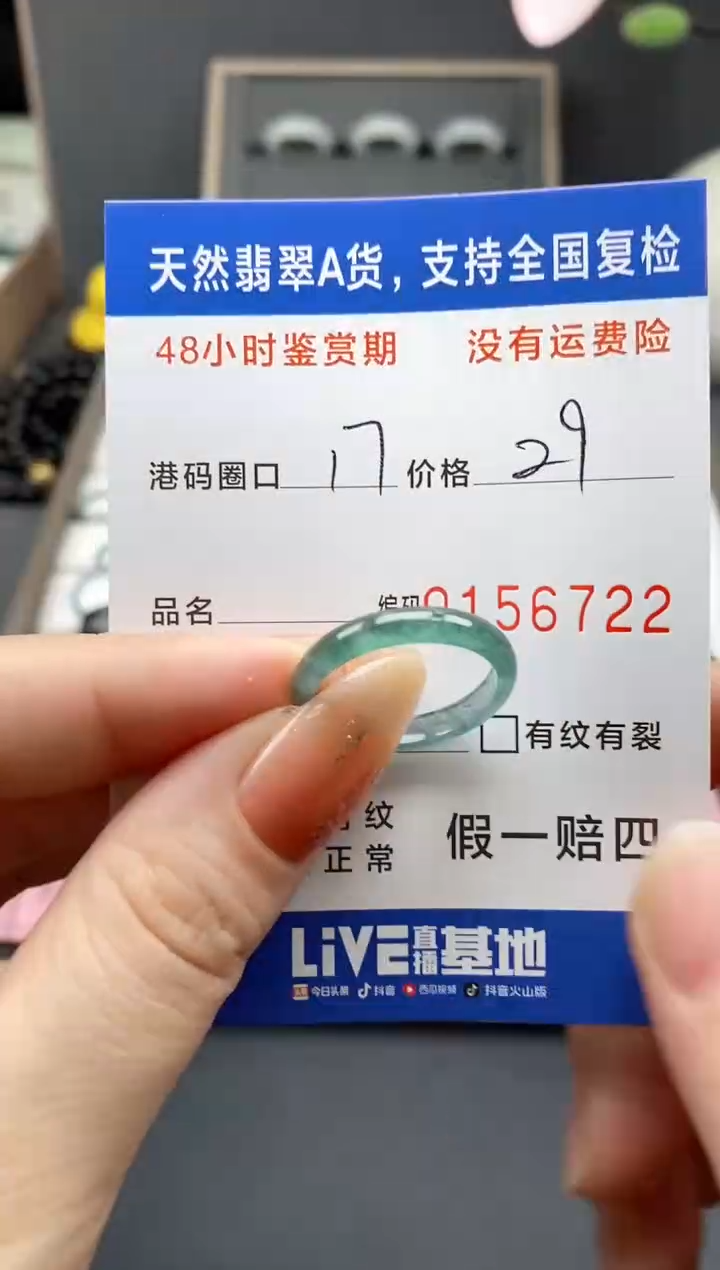 天然翡翠A货，支持全国复检
48小时鉴赏期 没有运费险
港码圈口 17 价格 29
品名 编码 0156722
有纹有裂
纹
正常 假一赔四
LiVE直播基地
今日头条 抖音 西瓜视频 抖音火山版